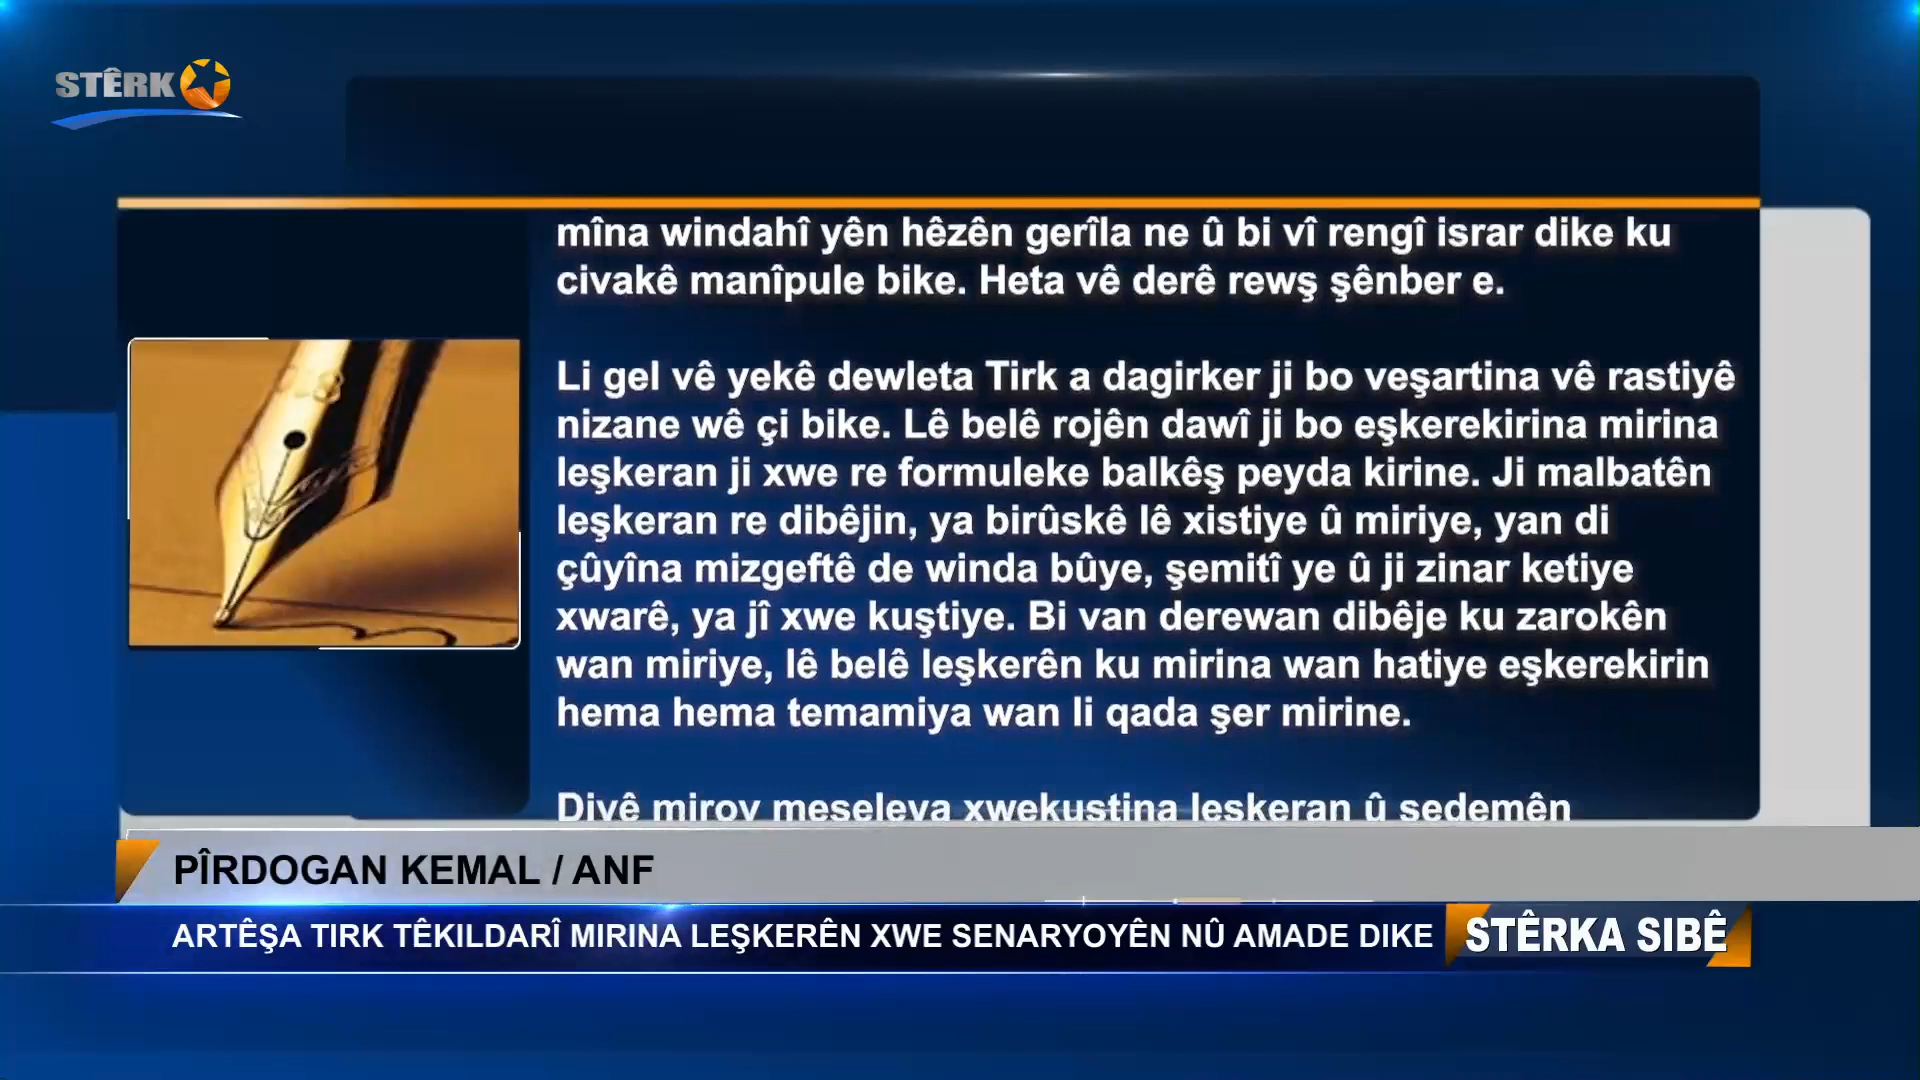 STÊRK
mîna windahî yên hêzên gerîla ne û bi vî rengî israr dike ku
civakê manîpule bike. Heta vê derê rewş şênber e.
Li gel vê yekê dewleta Tirk a dagirker ji bo veşartina vê rastiyê
nizane wê çi bike. Lê belê rojên dawî ji bo eşkerekirina mirina
leşkeran ji xwe re formuleke balkêş peyda kirine. Ji malbatên
leşkeran re dibêjin, ya birûskê lê xistiye û miriye, yan di
çûyîna mizgeftê de winda bûye, şemitî ye û ji zinar ketiye
xwarê, ya jî xwe kuştiye. Bi van derewan dibêje ku zarokên
wan miriye, lê belê leşkerên ku mirina wan hatiye eşkerekirin
hema hema temamiya wan li qada şer mirine.
Divê mirov meseleya xwekuştina leşkeran û sedemên
PÎRDOGAN KEMAL / ANF
ARTÊŞA TIRK TÊKILDARÎ MIRINA LEŞKERÊN XWE SENARYOYÊN NÛ AMADE DIKE
STÊRKA SIBÊ